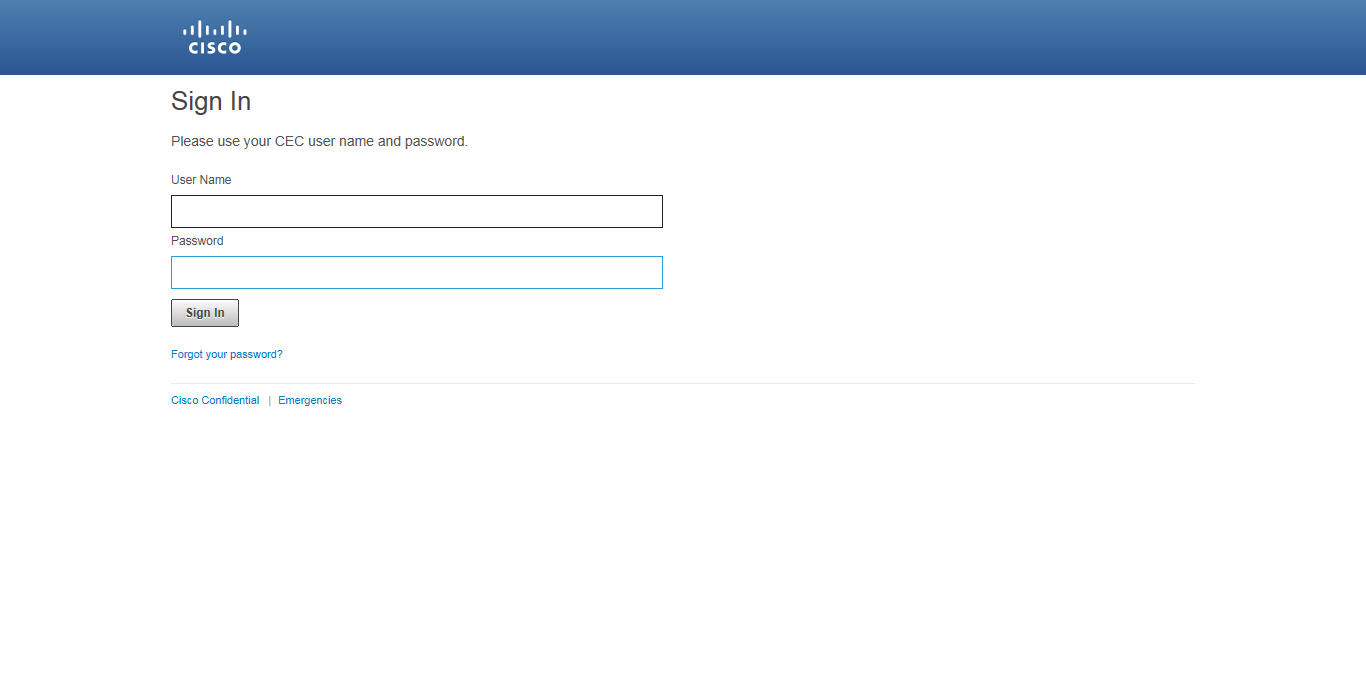 CISCO
Sign In
Please use your CEC user name and password.
User Name
Password
Sign In
Forgot your password?
Cisco Confidential | Emergencies